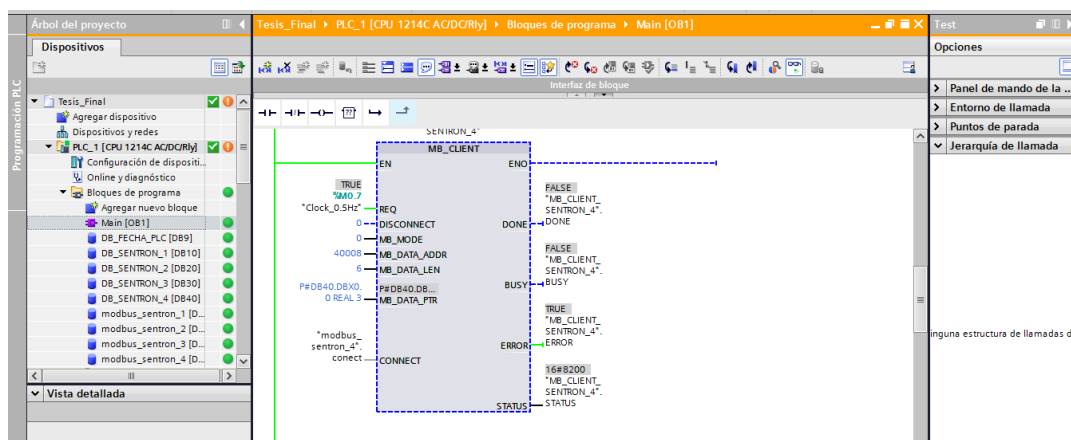 Árbol del proyecto
Dispositivos
Programación PLC
Tesis_Final
Agregar dispositivo
Dispositivos y redes
PLC_1 [CPU 1214C AC/DC/Rly]
Configuración de dispositi...
Online y diagnóstico
Bloques de programa
Agregar nuevo bloque
Main [OB1]
DB_FECHA_PLC [DB9]
DB_SENTRON_1 [DB10]
DB_SENTRON_2 [DB20]
DB_SENTRON_3 [DB30]
DB_SENTRON_4 [DB40]
modbus_sentron_1 [D...
modbus_sentron_2 [D...
modbus_sentron_3 [D...
modbus_sentron_4 [D...
Vista detallada
Tesis_Final ▸ PLC_1 [CPU 1214C AC/DC/Rly] ▸ Bloques de programa ▸ Main [OB1]
Interfaz de bloque
SENTRON_4"
MB_CLIENT
EN ENO
TRUE
%M0.7
"Clock_0.5Hz" REQ
0 DISCONNECT
0 MB_MODE
40008 MB_DATA_ADDR
6 MB_DATA_LEN
P#DB40.DBX0.
0 REAL 3
P#DB40.DB...
MB_DATA_PTR
"modbus_
sentron_4".
conect CONNECT
FALSE
"MB_CLIENT_
SENTRON_4".
DONE DONE
FALSE
"MB_CLIENT_
SENTRON_4".
BUSY BUSY
TRUE
"MB_CLIENT_
SENTRON_4".
ERROR ERROR
16#8200
"MB_CLIENT_
SENTRON_4".
STATUS STATUS
Test
Opciones
Panel de mando de la ...
Entorno de llamada
Puntos de parada
Jerarquía de llamada
inguna estructura de llamadas d